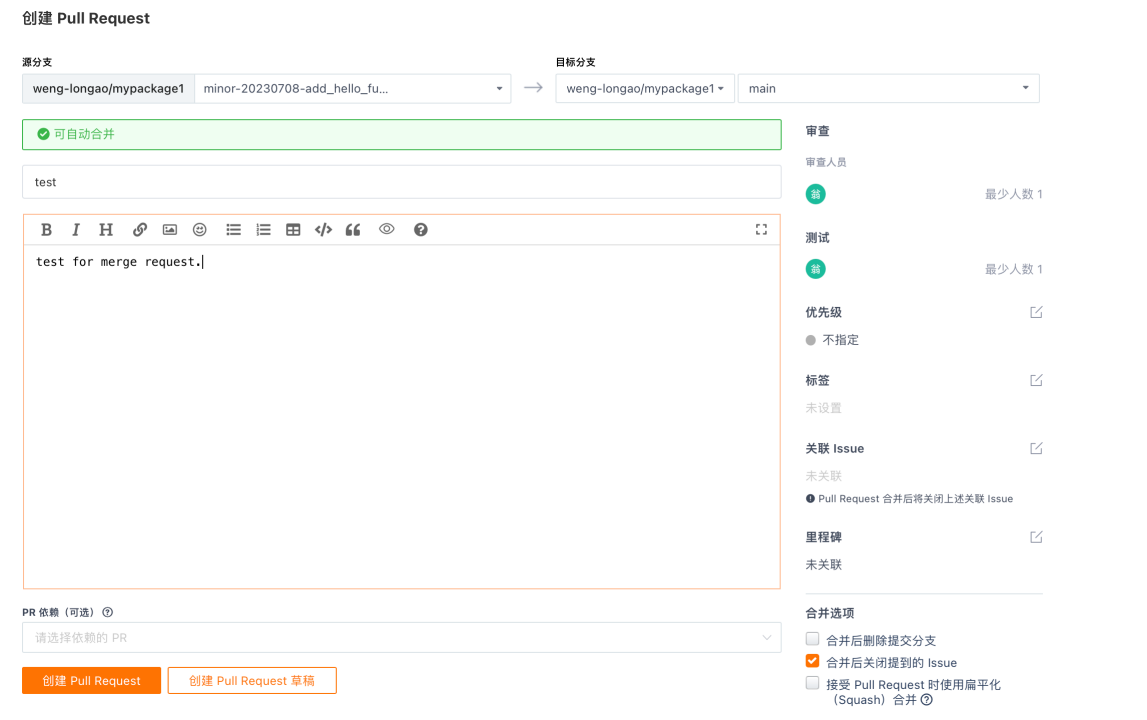 创建 Pull Request
源分支
目标分支
weng-longao/mypackage1
minor-20230708-add_hello_fu...
weng-longao/mypackage1
main
可自动合并
test
test for merge request.
PR 依赖（可选）
请选择依赖的 PR
创建 Pull Request
创建 Pull Request 草稿
审查
审查人员
翁
最少人数 1
测试
翁
最少人数 1
优先级
不指定
标签
未设置
关联 Issue
未关联
Pull Request 合并后将关闭上述关联 Issue
里程碑
未关联
合并选项
合并后删除提交分支
合并后关闭提到的 Issue
接受 Pull Request 时使用扁平化
（Squash）合并